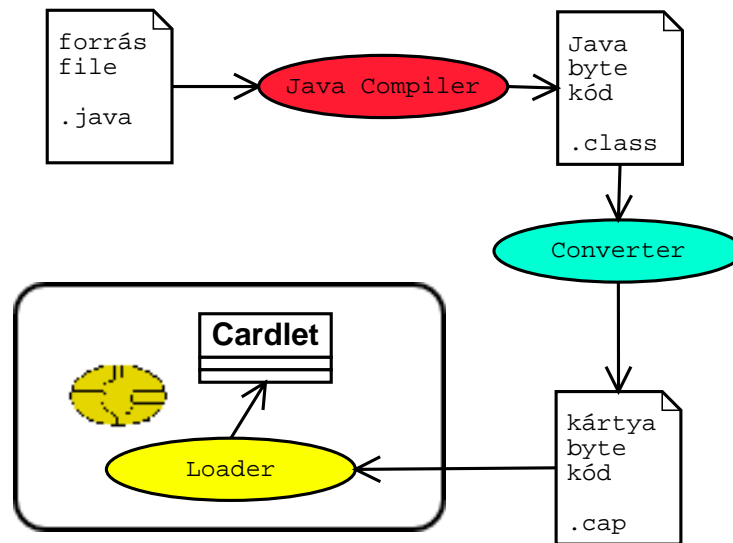 forrás
file
.java
Java Compiler
Java
byte
kód
.class
Converter
Cardlet
Loader
kártya
byte
kód
.cap